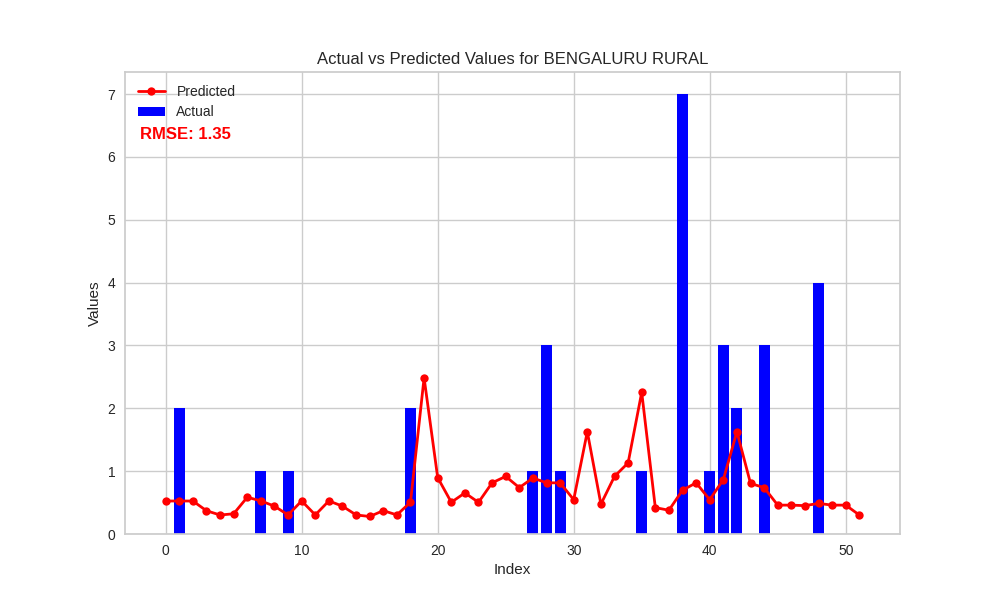 Actual vs Predicted Values for BENGALURU RURAL
Predicted
Actual
RMSE: 1.35
Values
7
6
5
4
3
2
1
0
0 10 20 30 40 50
Index